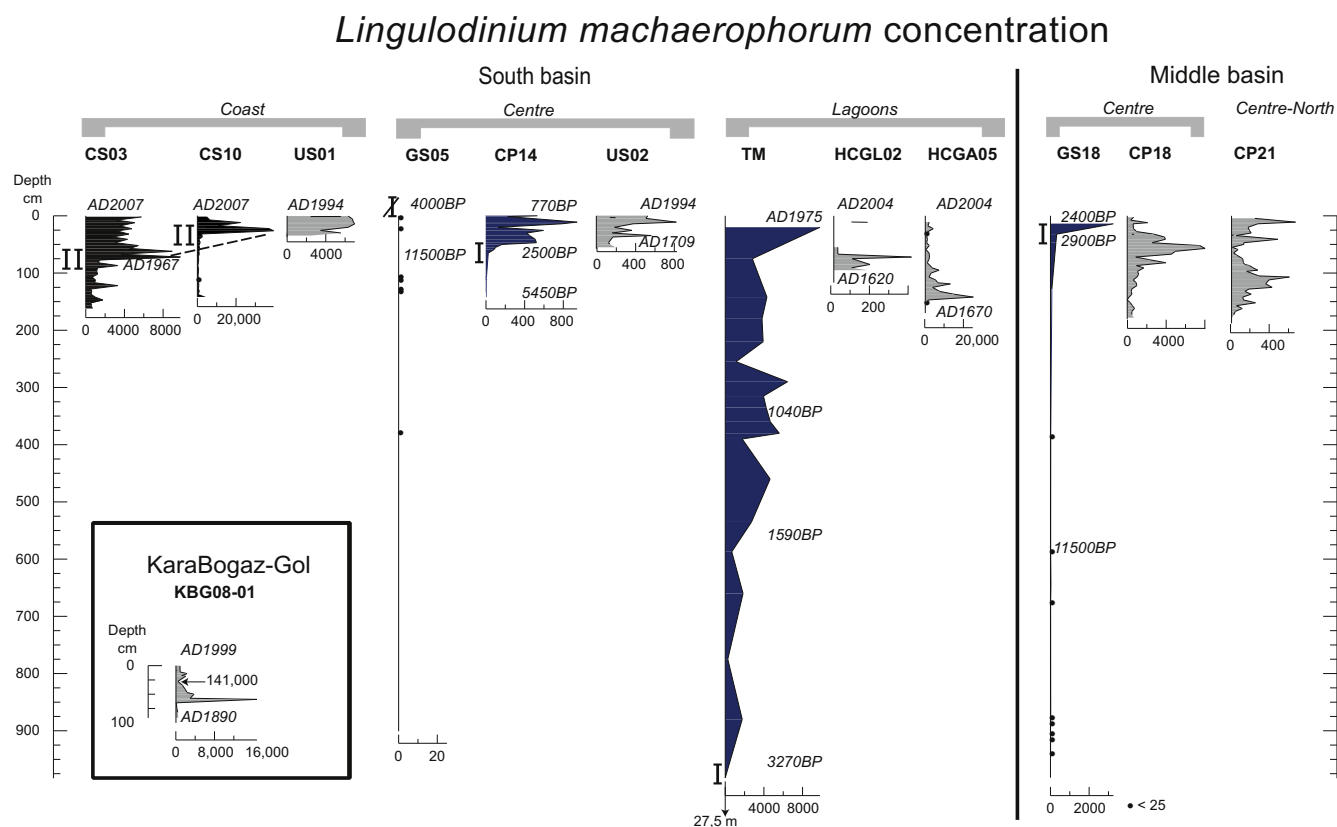 Lingulodinium machaerophorum concentration
South basin
Middle basin
Coast
Centre
Lagoons
Centre
Centre-North
CS03 CS10 US01 GS05 CP14 US02 TM HCGL02 HCGA05 GS18 CP18 CP21
Depth
cm
AD2007 AD2007 AD1994 4000BP 770BP AD1994 AD1975 AD2004 AD2004 2400BP
AD1967 11500BP 2500BP AD1709 AD1620 AD1670 2900BP
5450BP
0 4000 8000
0 20,000
0 4000
0 400 800
0 400 800
0 200
0 20,000
0 4000
0 400
0
100
200
300
400
500
600
700
800
900
1040BP
1590BP
11500BP
3270BP
KaraBogaz-Gol
KBG08-01
Depth
cm
0
100
AD1999
141,000
AD1890
0 8,000 16,000
0 20
4000 8000
27,5 m
0 2000
• < 25